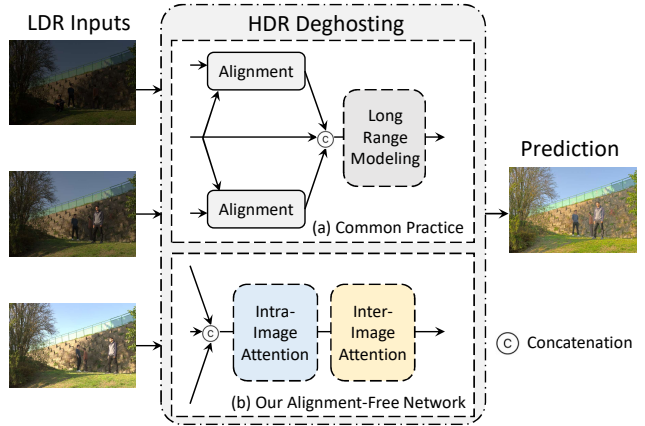 LDR Inputs
HDR Deghosting
Alignment
C
Long
Range
Modeling
Alignment
(a) Common Practice
C
Intra-
Image
Attention
Inter-
Image
Attention
(b) Our Alignment-Free Network
Prediction
C Concatenation